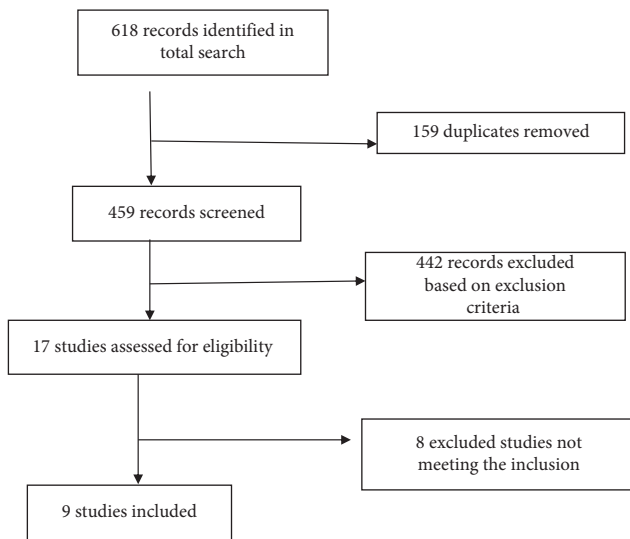 618 records identified in
total search
159 duplicates removed
459 records screened
442 records excluded
based on exclusion
criteria
17 studies assessed for eligibility
8 excluded studies not
meeting the inclusion
9 studies included